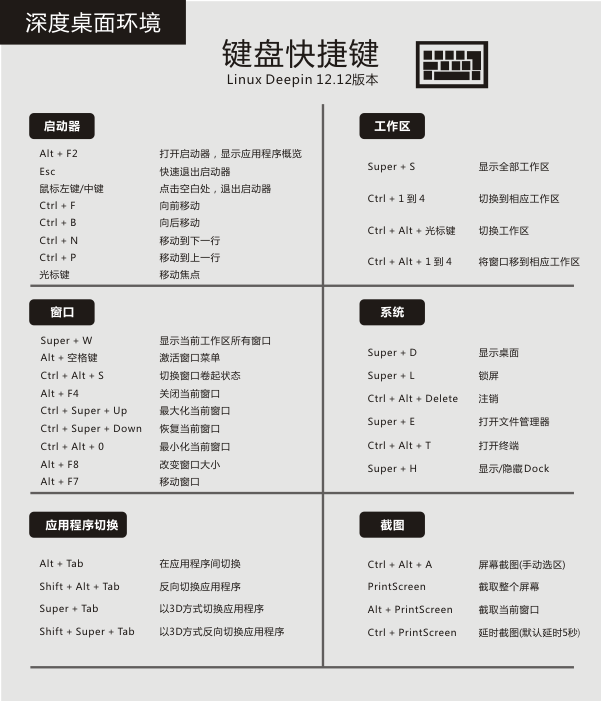 深度桌面环境
键盘快捷键
Linux Deepin 12.12版本
启动器
Alt + F2 打开启动器，显示应用程序概览
Esc 快速退出启动器
鼠标左键/中键 点击空白处，退出启动器
Ctrl + F 向前移动
Ctrl + B 向后移动
Ctrl + N 移动到下一行
Ctrl + P 移动到上一行
光标键 移动焦点
工作区
Super + S 显示全部工作区
Ctrl + 1 到 4 切换到相应工作区
Ctrl + Alt + 光标键 切换工作区
Ctrl + Alt + 1 到 4 将窗口移到相应工作区
窗口
Super + W 显示当前工作区所有窗口
Alt + 空格键 激活窗口菜单
Ctrl + Alt + S 切换窗口卷起状态
Alt + F4 关闭当前窗口
Ctrl + Super + Up 最大化当前窗口
Ctrl + Super + Down 恢复当前窗口
Ctrl + Alt + 0 最小化当前窗口
Alt + F8 改变窗口大小
Alt + F7 移动窗口
系统
Super + D 显示桌面
Super + L 锁屏
Ctrl + Alt + Delete 注销
Super + E 打开文件管理器
Ctrl + Alt + T 打开终端
Super + H 显示/隐藏Dock
应用程序切换
Alt + Tab 在应用程序间切换
Shift + Alt + Tab 反向切换应用程序
Super + Tab 以3D方式切换应用程序
Shift + Super + Tab 以3D方式反向切换应用程序
截图
Ctrl + Alt + A 屏幕截图(手动选区)
PrintScreen 截取整个屏幕
Alt + PrintScreen 截取当前窗口
Ctrl + PrintScreen 延时截图(默认延时5秒)